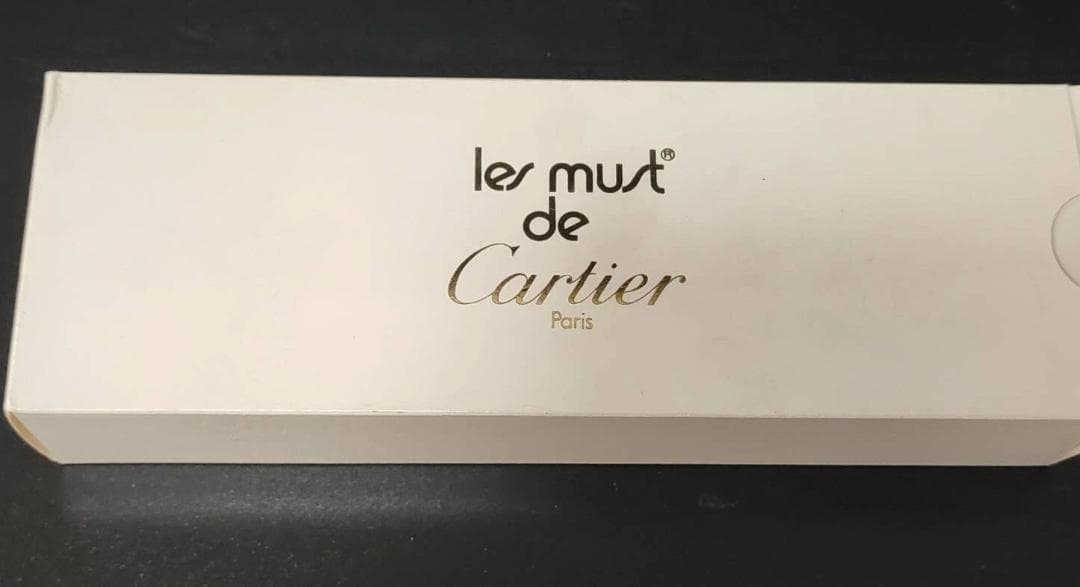 les must®
de
Cartier
Paris